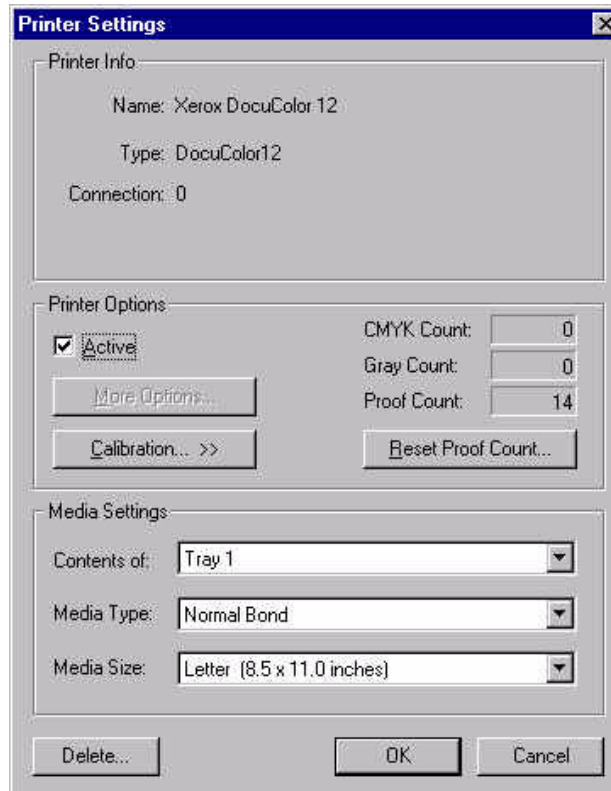 Printer Settings
Printer Info
Name: Xerox DocuColor 12
Type: DocuColor12
Connection: 0
Printer Options
Active
CMYK Count: 0
Gray Count: 0
More Options...
Proof Count: 14
Calibration... >>
Reset Proof Count...
Media Settings
Contents of: Tray 1
Media Type: Normal Bond
Media Size: Letter (8.5 x 11.0 inches)
Delete... OK Cancel